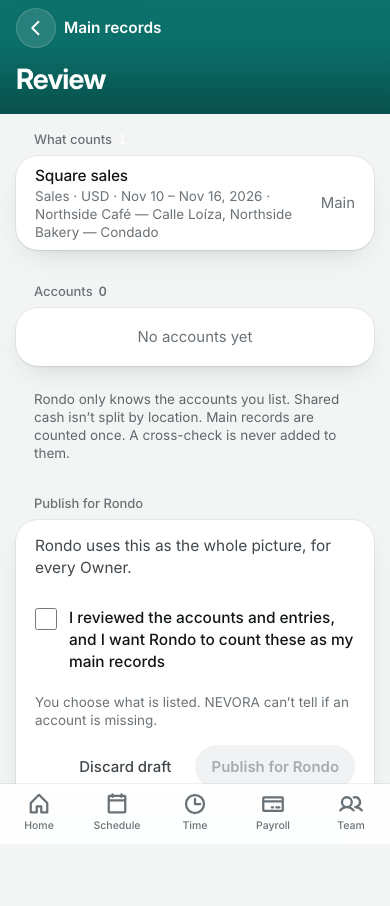 Main records
Review
What counts 1
Square sales
Sales · USD · Nov 10 – Nov 16, 2026 ·
Northside Café — Calle Loíza, Northside
Bakery — Condado
Main
Accounts 0
No accounts yet
Rondo only knows the accounts you list. Shared
cash isn’t split by location. Main records are
counted once. A cross-check is never added to
them.
Publish for Rondo
Rondo uses this as the whole picture, for
every Owner.
I reviewed the accounts and entries,
and I want Rondo to count these as my
main records
You choose what is listed. NEVORA can’t tell if an
account is missing.
Discard draft
Publish for Rondo
Home
Schedule
Time
Payroll
Team